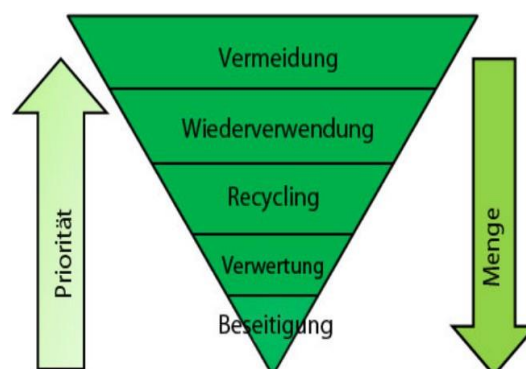 Vermeidung
Wiederverwendung
Recycling
Verwertung
Beseitigung
Priorität
Menge